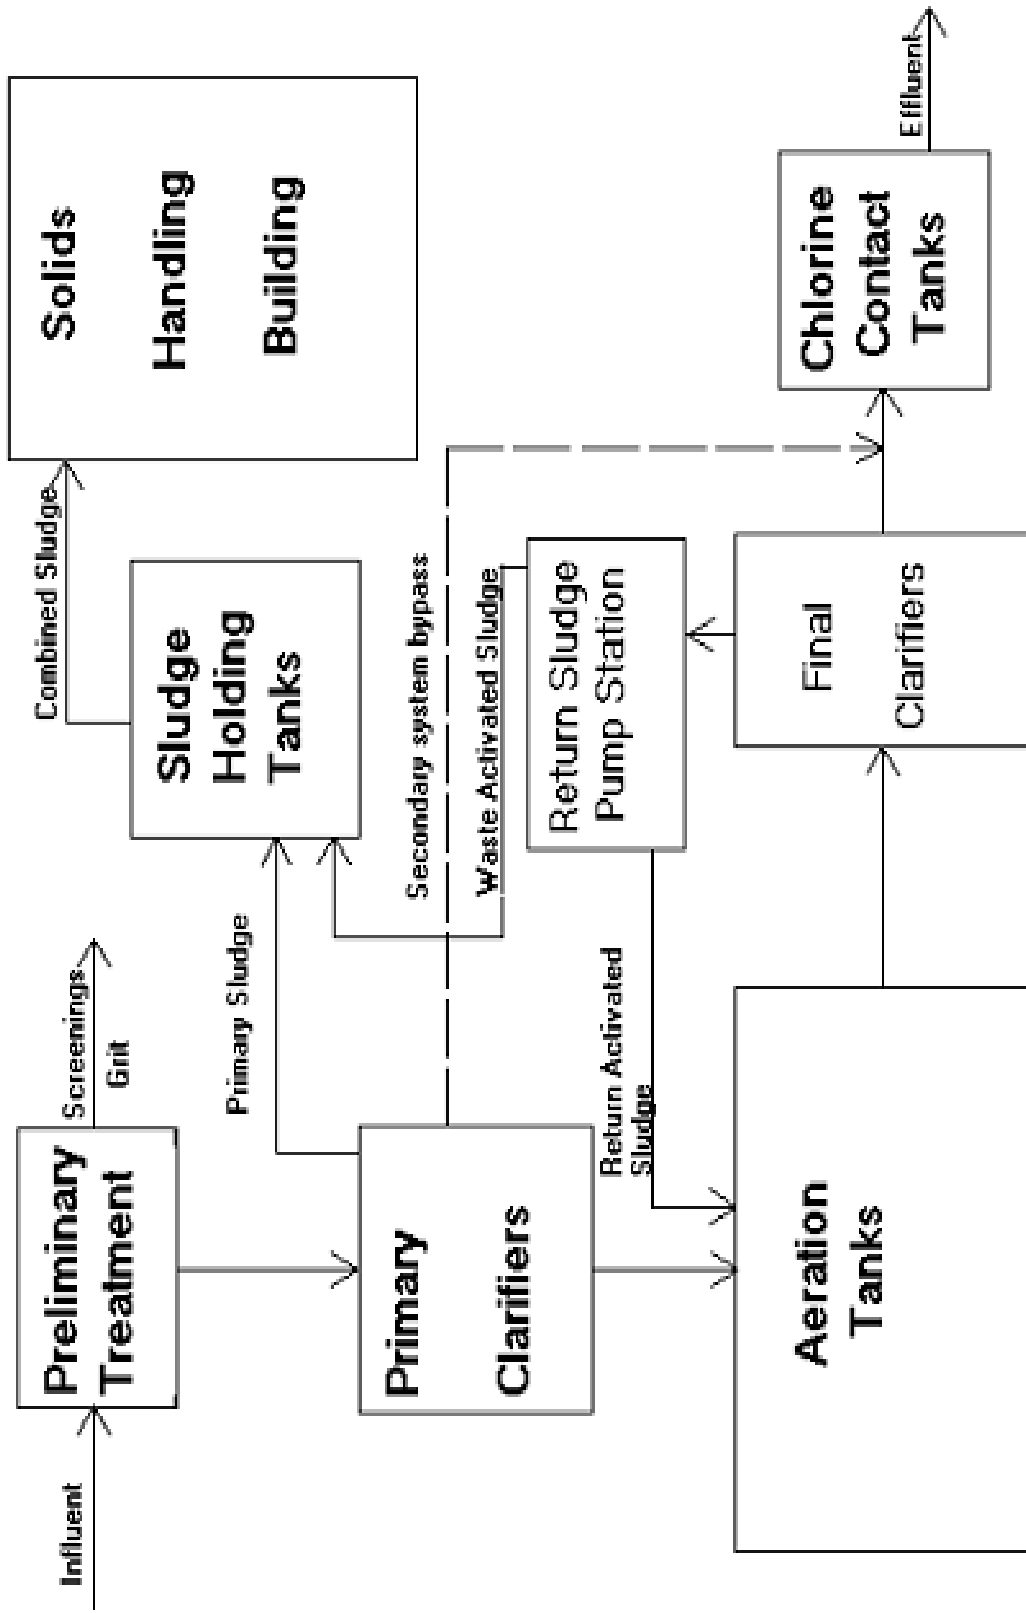 Influent
Preliminary
Treatment
Screenings
Grit
Primary
Clarifiers
Primary Sludge
Sludge
Holding
Tanks
Combined Sludge
Solids
Handling
Building
Secondary system bypass
Waste Activated Sludge
Return Sludge
Pump Station
Return Activated
Sludge
Aeration
Tanks
Final
Clarifiers
Chlorine
Contact
Tanks
Effluent